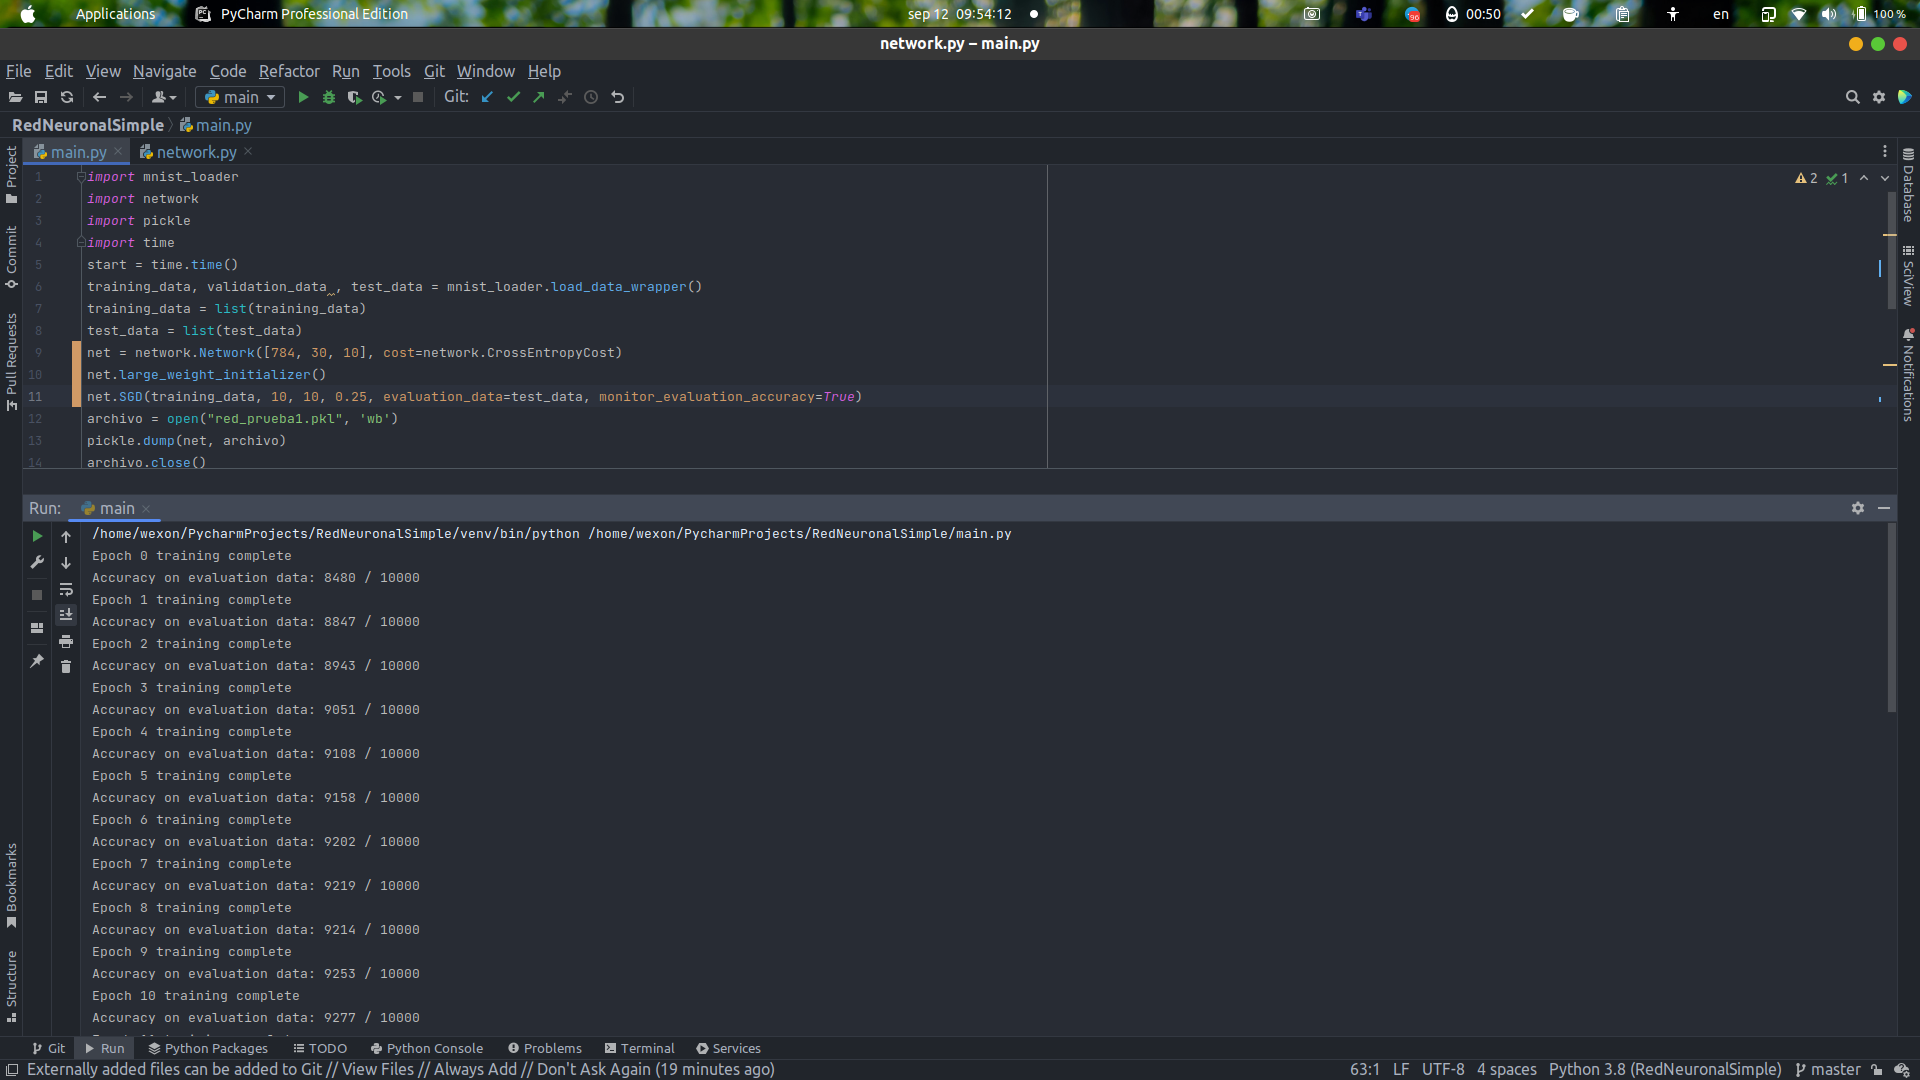 Applications PyCharm Professional Edition sep 12 09:54:12 96 00:50 en 100 %
network.py – main.py
File Edit View Navigate Code Refactor Run Tools Git Window Help
main Git:
RedNeuronalSimple main.py
main.py network.py
1 import mnist_loader
2 import network
3 import pickle
4 import time
5 start = time.time()
6 training_data, validation_data , test_data = mnist_loader.load_data_wrapper()
7 training_data = list(training_data)
8 test_data = list(test_data)
9 net = network.Network([784, 30, 10], cost=network.CrossEntropyCost)
10 net.large_weight_initializer()
11 net.SGD(training_data, 10, 10, 0.25, evaluation_data=test_data, monitor_evaluation_accuracy=True)
12 archivo = open("red_prueba1.pkl", 'wb')
13 pickle.dump(net, archivo)
14 archivo.close()
2 1
Project
Commit
Pull Requests
Bookmarks
Structure
Database
SciView
Notifications
Run: main
/home/wexon/PycharmProjects/RedNeuronalSimple/venv/bin/python /home/wexon/PycharmProjects/RedNeuronalSimple/main.py
Epoch 0 training complete
Accuracy on evaluation data: 8480 / 10000
Epoch 1 training complete
Accuracy on evaluation data: 8847 / 10000
Epoch 2 training complete
Accuracy on evaluation data: 8943 / 10000
Epoch 3 training complete
Accuracy on evaluation data: 9051 / 10000
Epoch 4 training complete
Accuracy on evaluation data: 9108 / 10000
Epoch 5 training complete
Accuracy on evaluation data: 9158 / 10000
Epoch 6 training complete
Accuracy on evaluation data: 9202 / 10000
Epoch 7 training complete
Accuracy on evaluation data: 9219 / 10000
Epoch 8 training complete
Accuracy on evaluation data: 9214 / 10000
Epoch 9 training complete
Accuracy on evaluation data: 9253 / 10000
Epoch 10 training complete
Accuracy on evaluation data: 9277 / 10000
Git Run Python Packages TODO Python Console Problems Terminal Services
Externally added files can be added to Git // View Files // Always Add // Don't Ask Again (19 minutes ago) 63:1 LF UTF-8 4 spaces Python 3.8 (RedNeuronalSimple) master